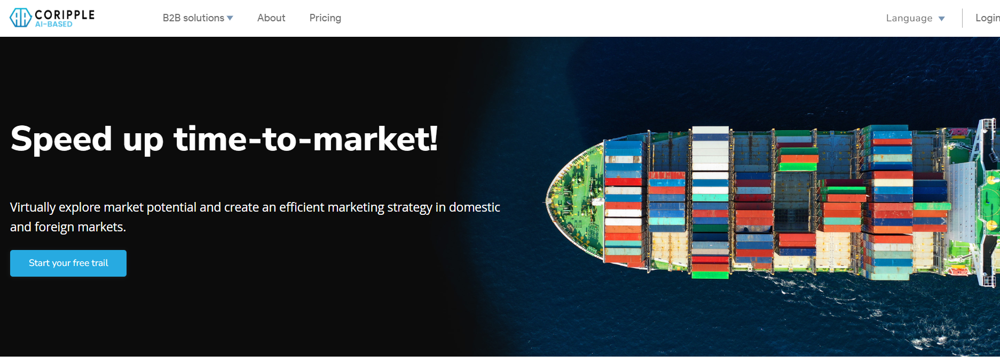 CORIPPLE
AI-BASED
B2B solutions
About
Pricing
Language
Login
Speed up time-to-market!
Virtually explore market potential and create an efficient marketing strategy in domestic
and foreign markets.
Start your free trail